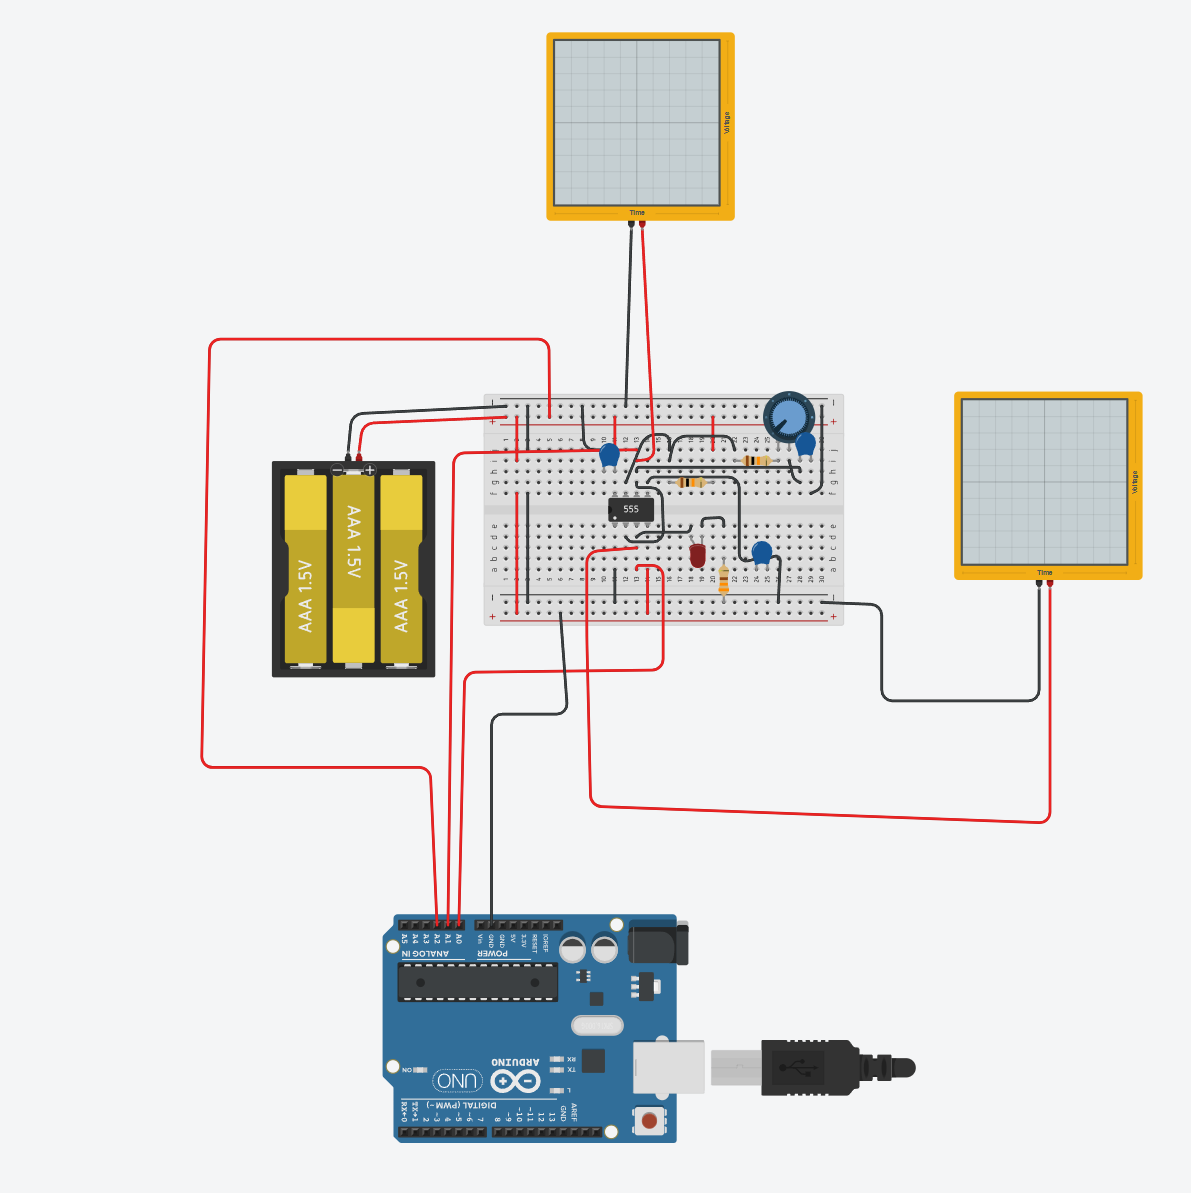 Time
Voltage
Time
Voltage
AAA 1.5V
AAA 1.5V
AAA 1.5V
555
A5
A4
A3
A2
A1
A0
Vin
GND
GND
5V
3.3V
RESET
IOREF
ANALOG IN
POWER
RX
TX
ARDUINO
UNO
ON
L
DIGITAL (PWM~)
RX←0
TX→1
2
~3
4
~5
~6
7
8
~9
~10
~11
12
13
GND
AREF